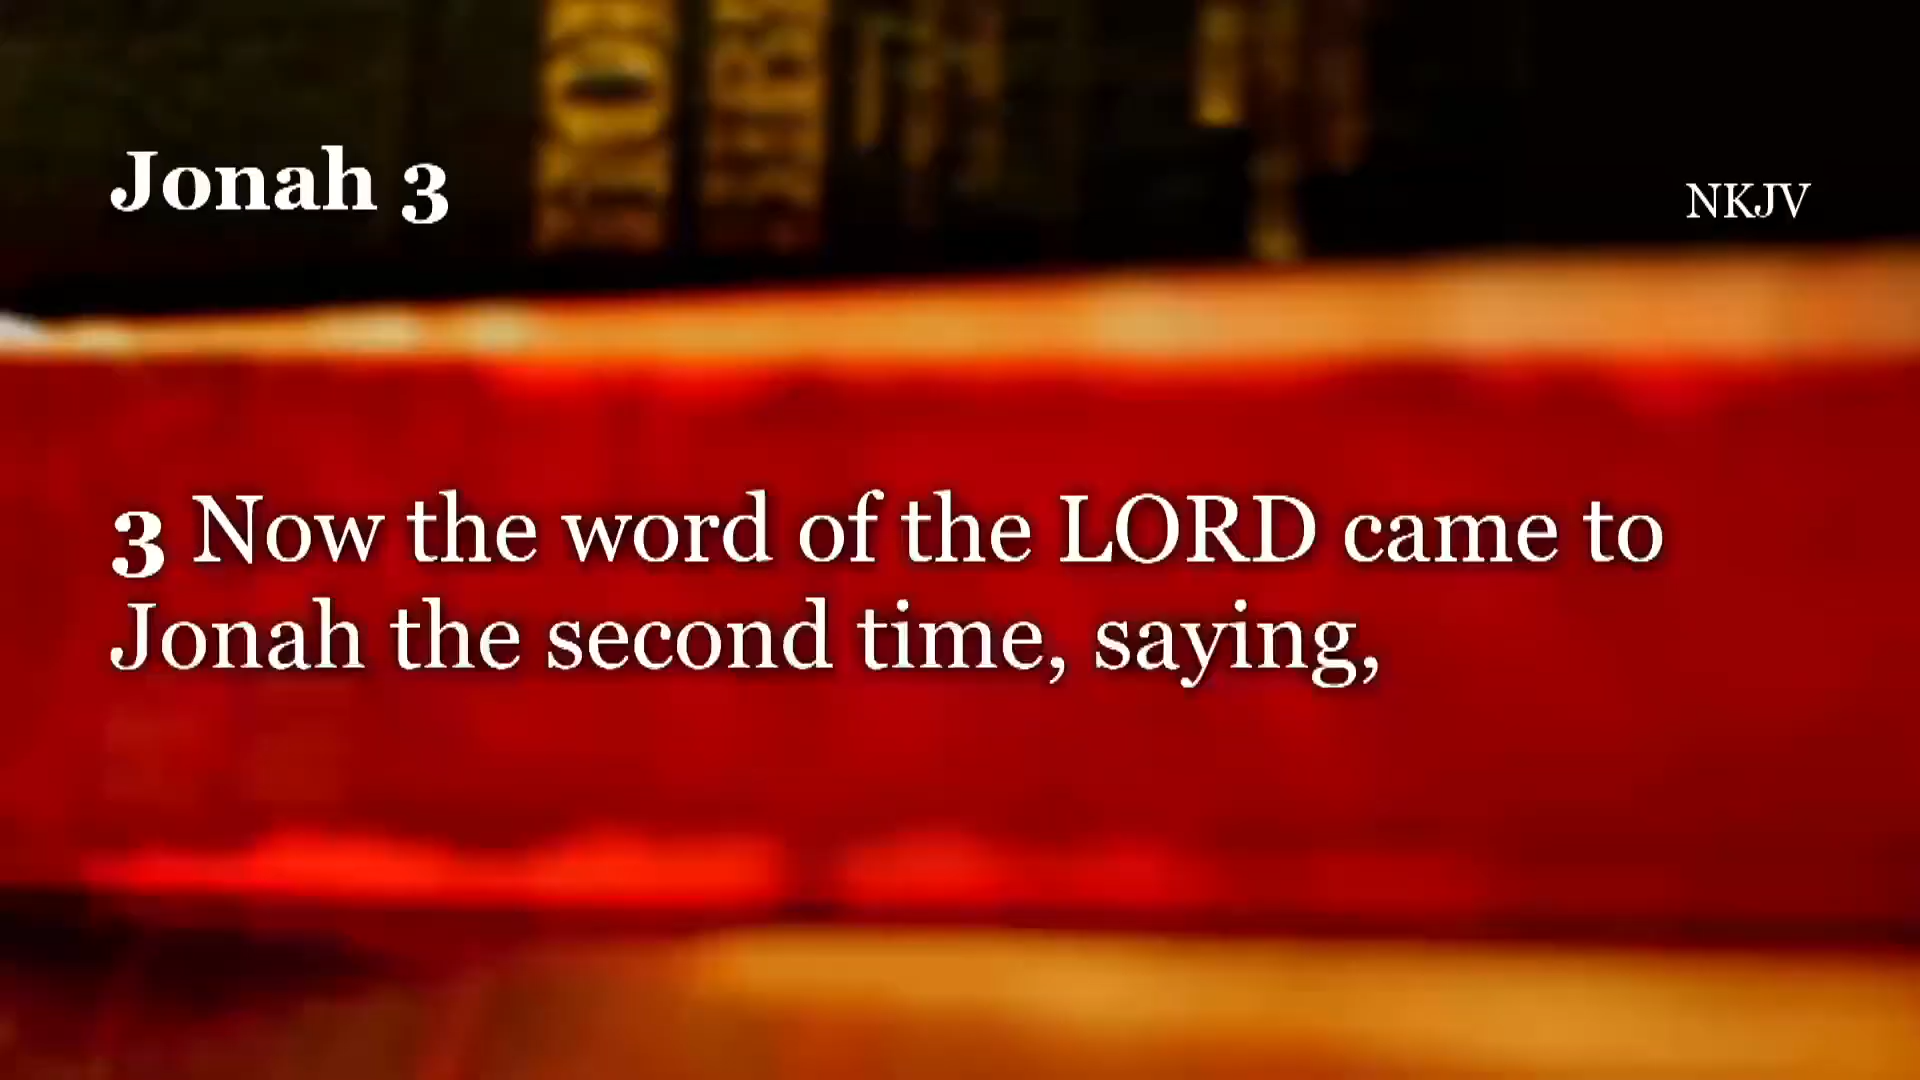 Jonah 3
NKJV
3 Now the word of the LORD came to
Jonah the second time, saying,